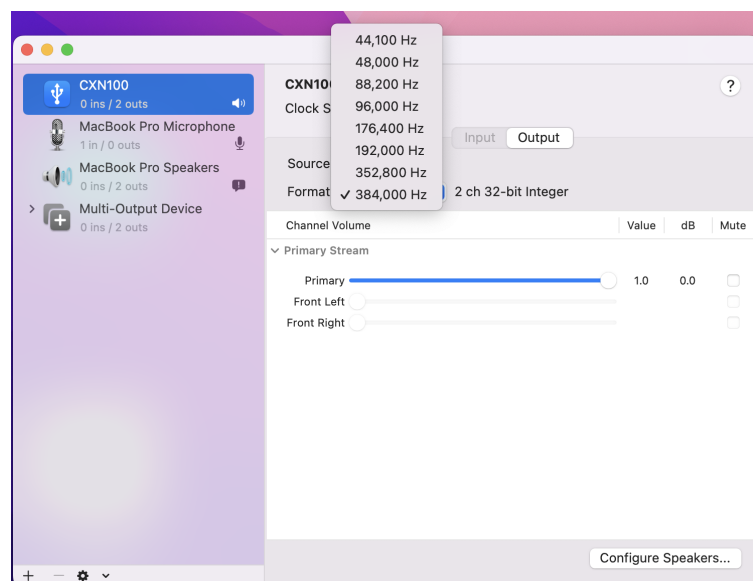 CXN100
0 ins / 2 outs
MacBook Pro Microphone
1 in / 0 outs
MacBook Pro Speakers
0 ins / 2 outs
Multi-Output Device
0 ins / 2 outs
44,100 Hz
48,000 Hz
88,200 Hz
96,000 Hz
176,400 Hz
192,000 Hz
352,800 Hz
✓ 384,000 Hz
CXN10
?
Clock S
Input Output
Source
Format 2 ch 32-bit Integer
Channel Volume Value dB Mute
Primary Stream
Primary 1.0 0.0
Front Left
Front Right
Configure Speakers...